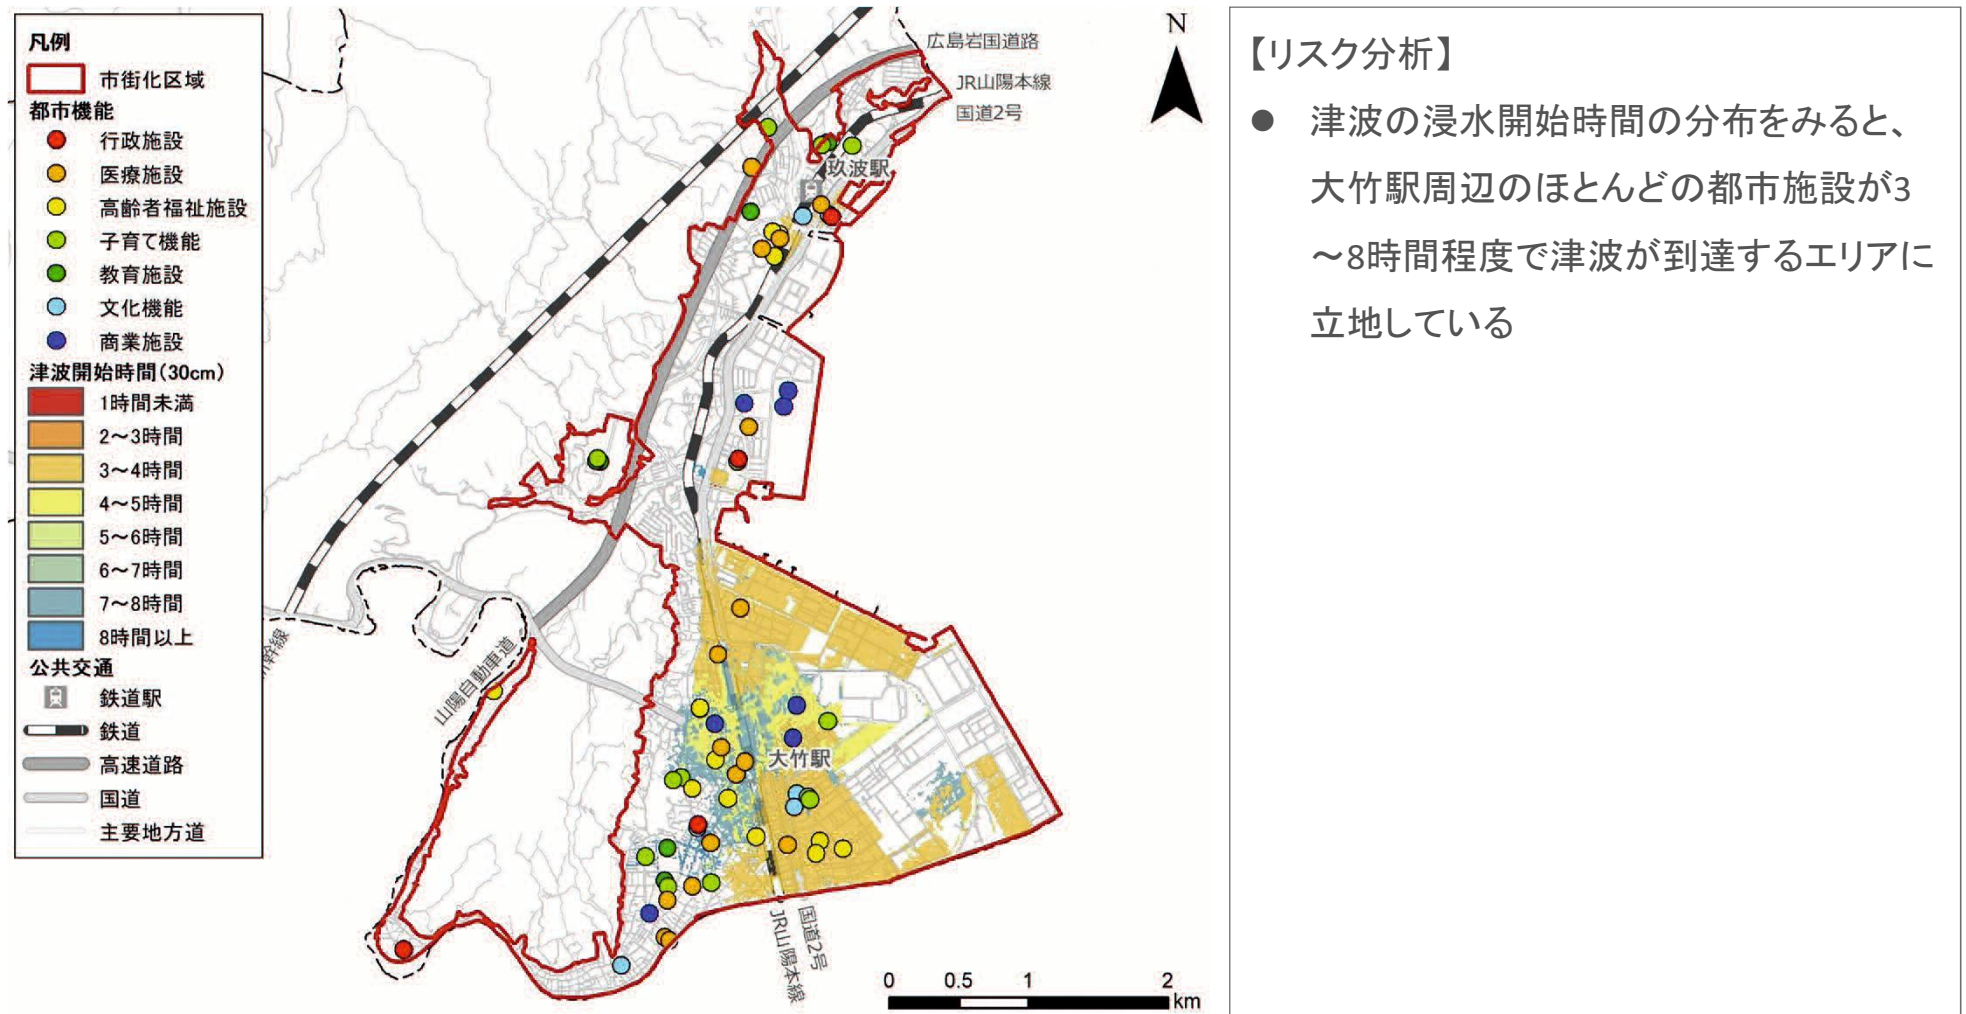 凡例
市街化区域
都市機能
行政施設
医療施設
高齢者福祉施設
子育て機能
教育施設
文化機能
商業施設
津波開始時間(30cm)
1時間未満
2～3時間
3～4時間
4～5時間
5～6時間
6～7時間
7～8時間
8時間以上
公共交通
鉄道駅
鉄道
高速道路
国道
主要地方道
広島岩国道路
JR山陽本線
国道2号
N
玖波駅
幹線
山陽自動車道
大竹駅
国道2号
JR山陽本線
0 0.5 1 2
km
【リスク分析】
● 津波の浸水開始時間の分布をみると、
大竹駅周辺のほとんどの都市施設が3
～8時間程度で津波が到達するエリアに
立地している